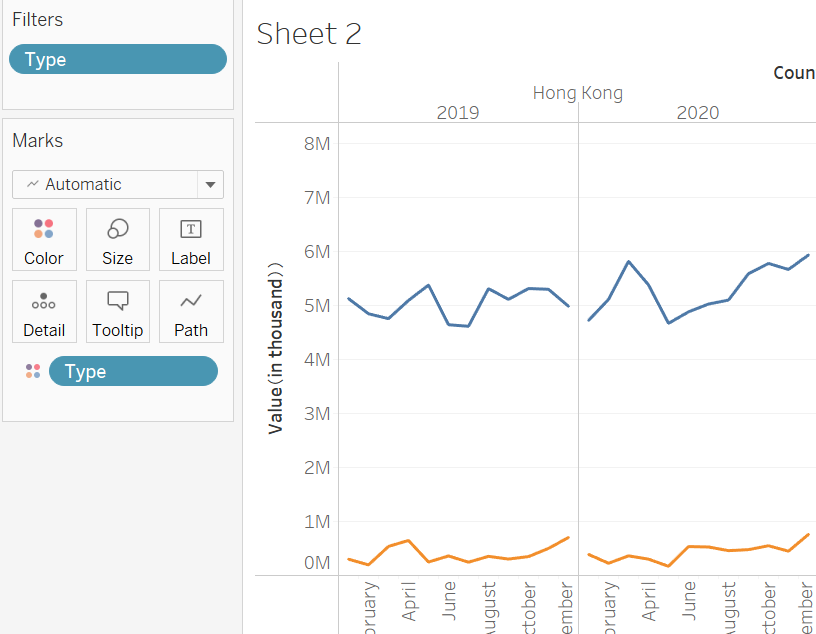 Filters
Type
Marks
Automatic
Color
Size
Label
Detail
Tooltip
Path
Type
Sheet 2
Coun
Hong Kong
2019
2020
8M
7M
6M
5M
4M
3M
2M
1M
0M
Value(in thousand))
bruary
April
June
ugust
ctober
ember
bruary
April
June
ugust
ctober
ember